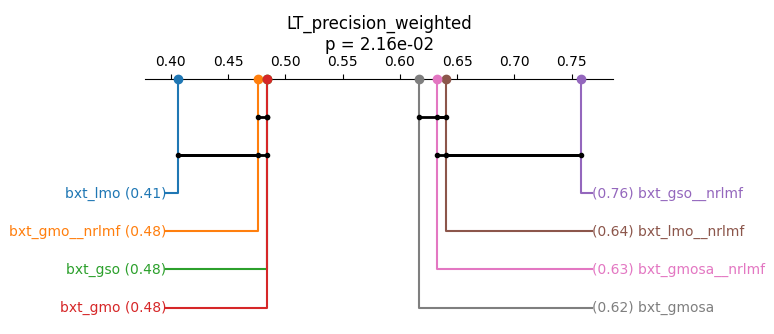 LT_precision_weighted
p = 2.16e-02
0.40 0.45 0.50 0.55 0.60 0.65 0.70 0.75
bxt_lmo (0.41)
(0.76) bxt_gso__nrlmf
bxt_gmo__nrlmf (0.48)
(0.64) bxt_lmo__nrlmf
bxt_gso (0.48)
(0.63) bxt_gmosa__nrlmf
bxt_gmo (0.48)
(0.62) bxt_gmosa